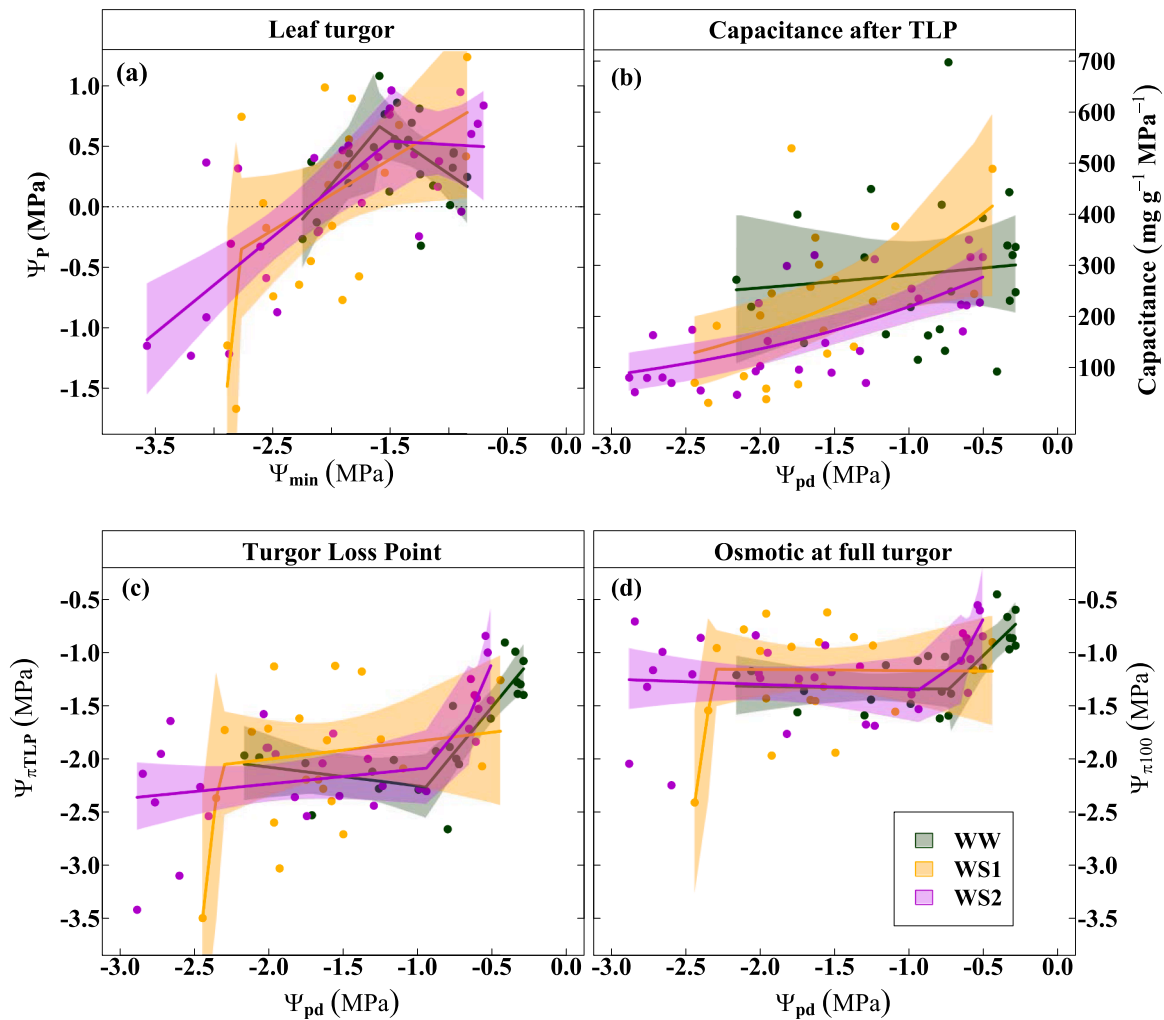 Leaf turgor
Capacitance after TLP
(a)
(b)
1.0
0.5
0.0
-0.5
-1.0
-1.5
ΨP (MPa)
700
600
500
400
300
200
100
Capacitance (mg g−1 MPa−1)
-3.5 -2.5 -1.5 -0.5 0.0
Ψmin (MPa)
-3.0 -2.5 -2.0 -1.5 -1.0 -0.5 0.0
Ψpd (MPa)
Turgor Loss Point
Osmotic at full turgor
(c)
(d)
-0.5
-1.0
-1.5
-2.0
-2.5
-3.0
-3.5
ΨπTLP (MPa)
-0.5
-1.0
-1.5
-2.0
-2.5
-3.0
-3.5
Ψπ100 (MPa)
WW
WS1
WS2
-3.0 -2.5 -2.0 -1.5 -1.0 -0.5 0.0
Ψpd (MPa)
-3.0 -2.5 -2.0 -1.5 -1.0 -0.5 0.0
Ψpd (MPa)